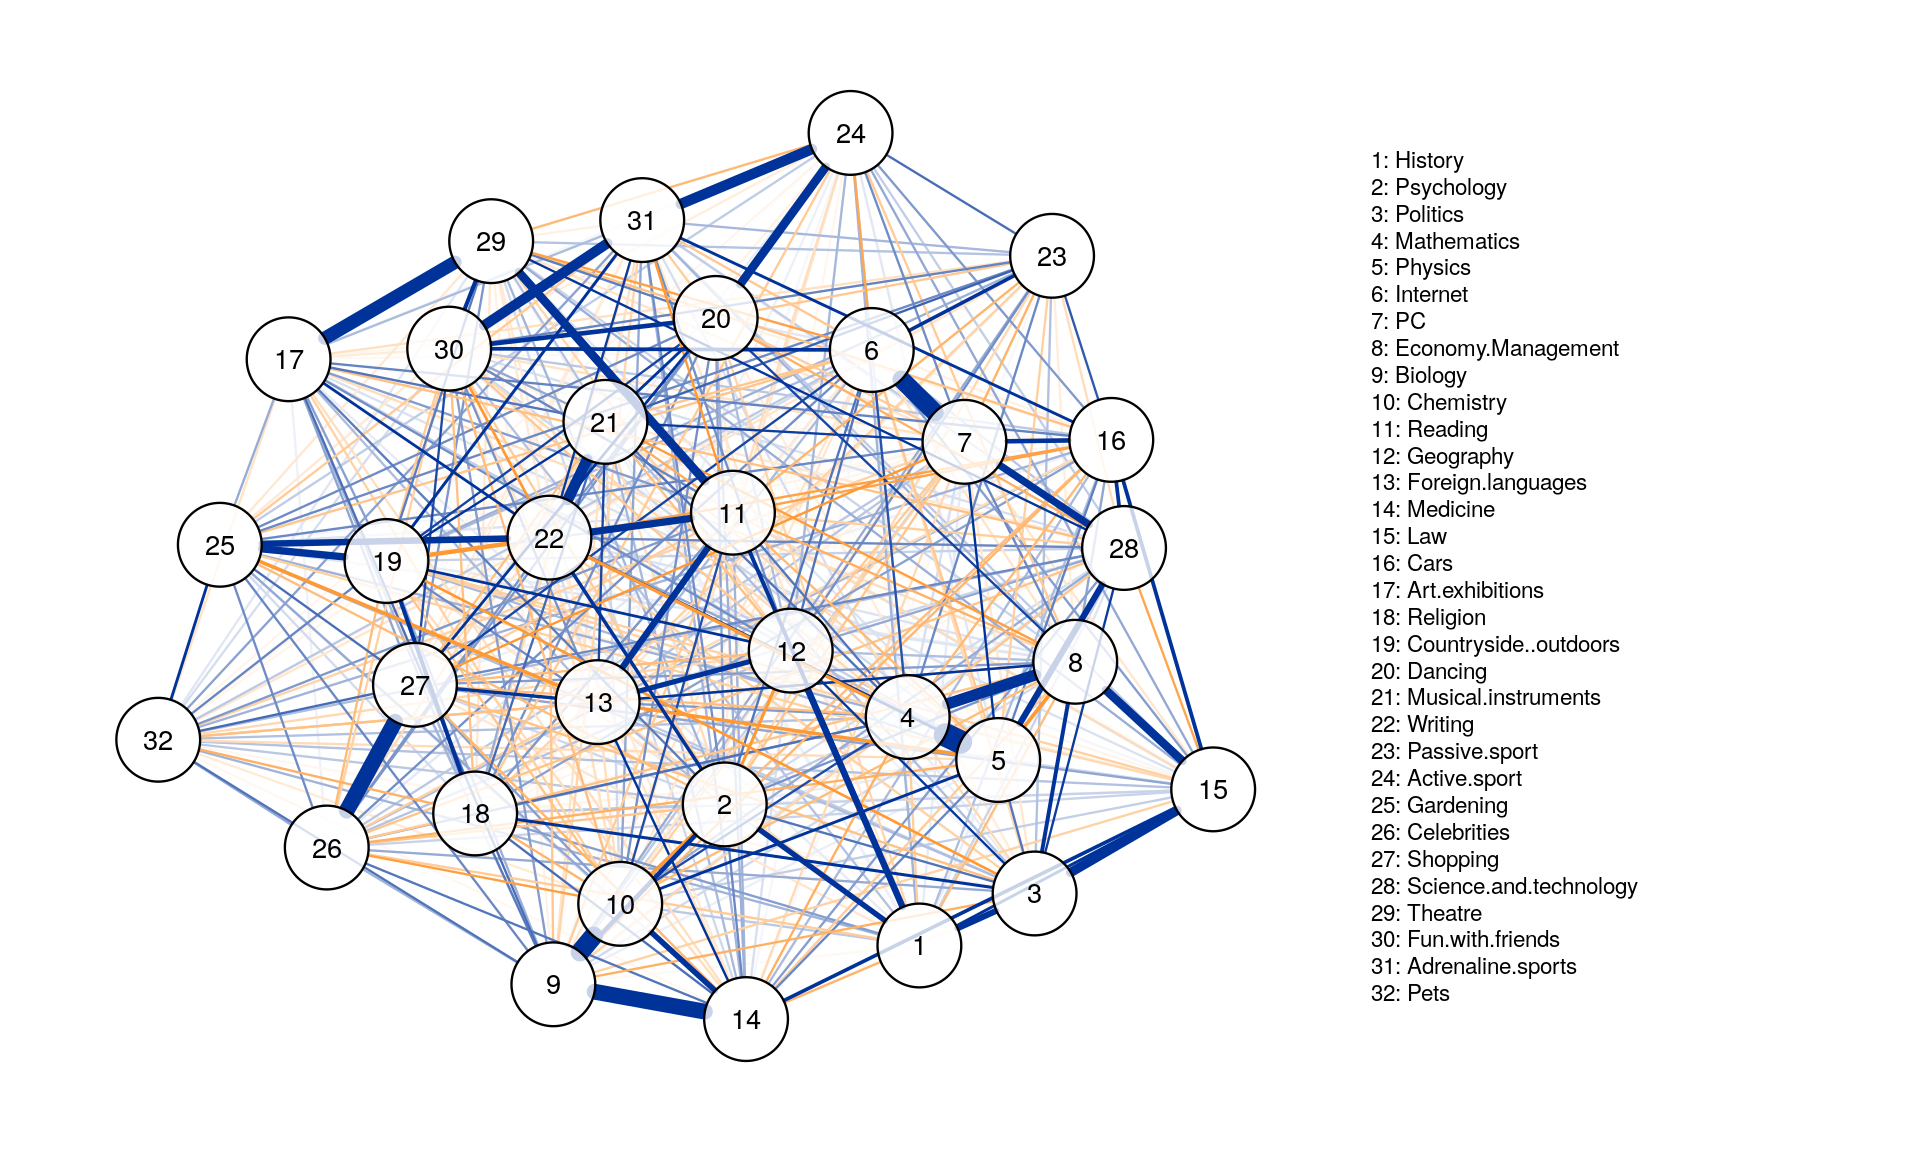 24
31
29
23
20
30
6
17
21
7
16
11
22
28
25
19
12
8
27
13
4
32
5
15
2
18
26
3
10
1
9
14
1: History
2: Psychology
3: Politics
4: Mathematics
5: Physics
6: Internet
7: PC
8: Economy.Management
9: Biology
10: Chemistry
11: Reading
12: Geography
13: Foreign.languages
14: Medicine
15: Law
16: Cars
17: Art.exhibitions
18: Religion
19: Countryside..outdoors
20: Dancing
21: Musical.instruments
22: Writing
23: Passive.sport
24: Active.sport
25: Gardening
26: Celebrities
27: Shopping
28: Science.and.technology
29: Theatre
30: Fun.with.friends
31: Adrenaline.sports
32: Pets